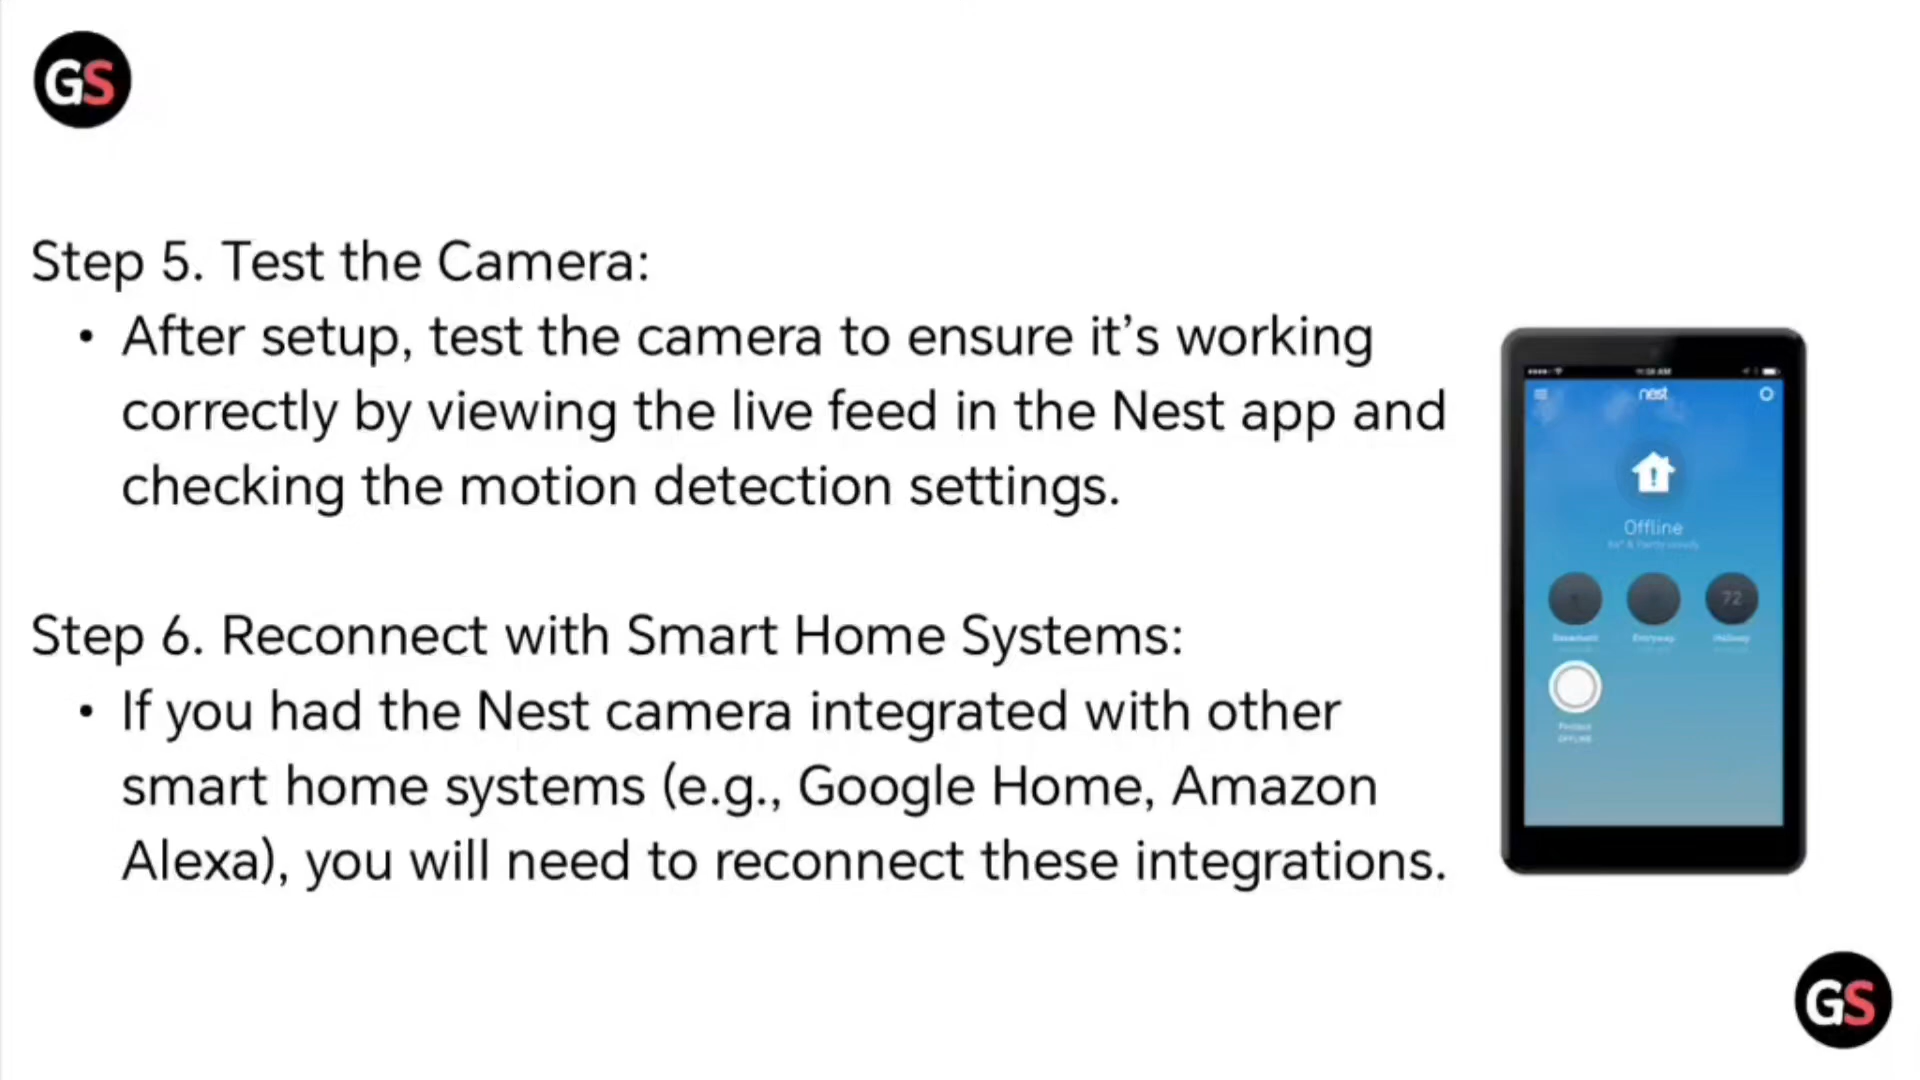 GS
Step 5. Test the Camera:
• After setup, test the camera to ensure it’s working
correctly by viewing the live feed in the Nest app and
checking the motion detection settings.
Step 6. Reconnect with Smart Home Systems:
• If you had the Nest camera integrated with other
smart home systems (e.g., Google Home, Amazon
Alexa), you will need to reconnect these integrations.
nest
Offline
72
GS